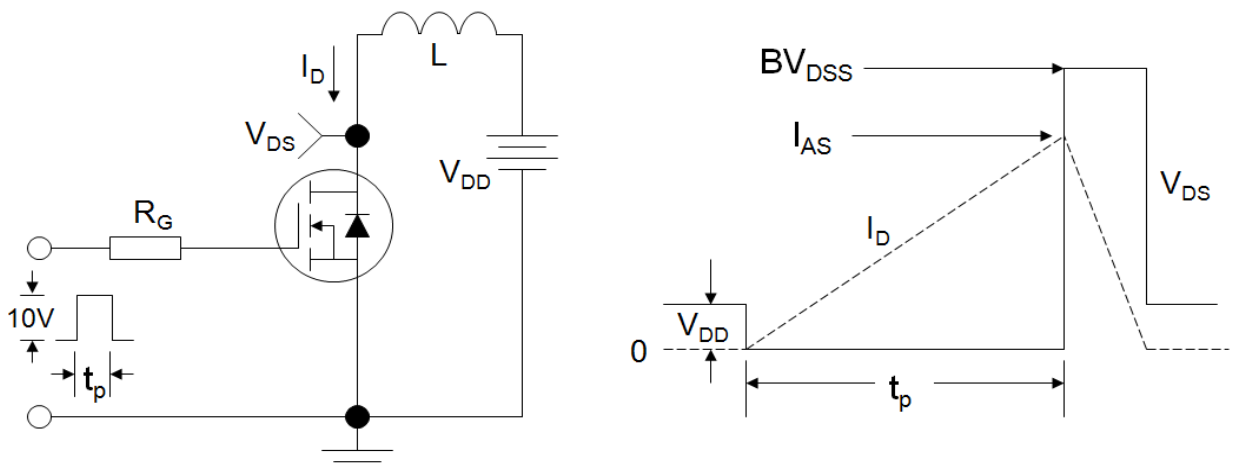 L
I_D
V_DS
V_DD
R_G
10V
t_p
BV_DSS
I_AS
V_DS
I_D
V_DD
0
t_p